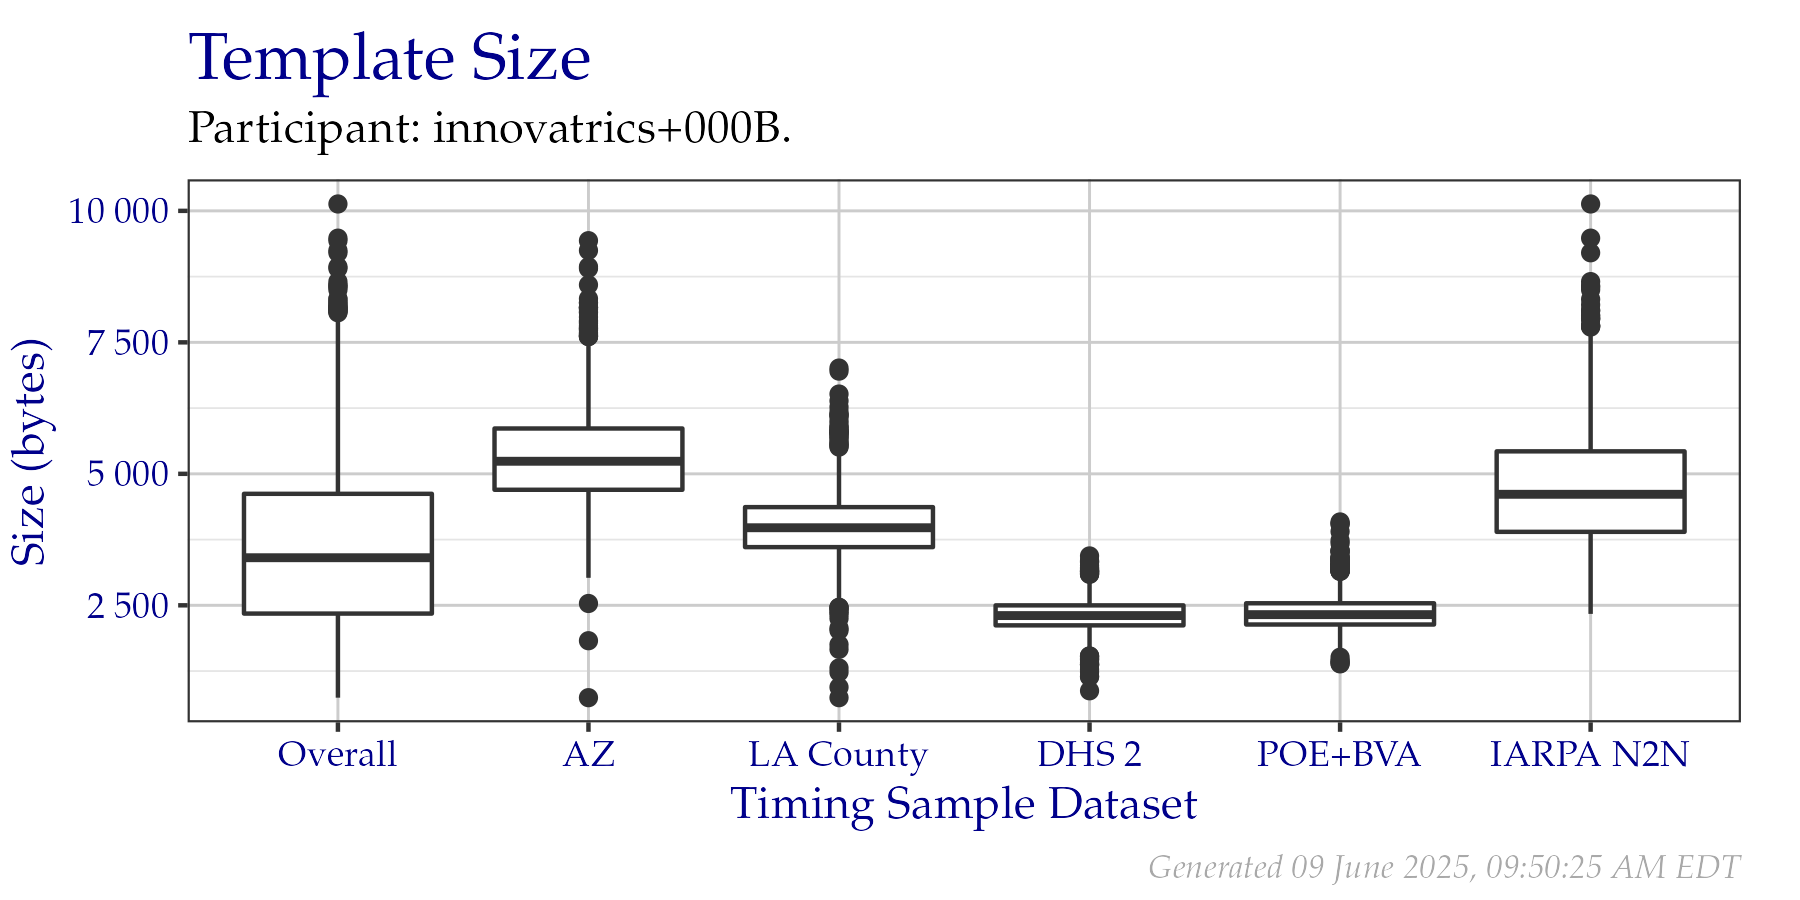 Template Size
Participant: innovatrics+000B.
10 000
7 500
5 000
2 500
Size (bytes)
Overall AZ LA County DHS 2 POE+BVA IARPA N2N
Timing Sample Dataset
Generated 09 June 2025, 09:50:25 AM EDT